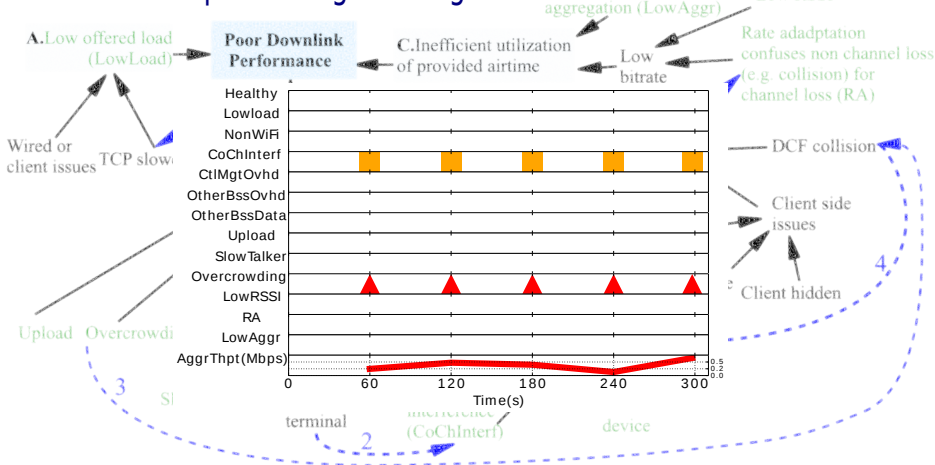 aggregation (LowAggr)
A.Low offered load
(LowLoad)
Poor Downlink
Performance
C.Inefficient utilization
of provided airtime
Low
bitrate
Rate adadptation
confuses non channel loss
(e.g. collision) for
channel loss (RA)
Wired or
client issues
TCP slow
DCF collision
Client side
issues
4
Client hidden
Upload
3
Healthy
Lowload
NonWiFi
CoChInterf
CtlMgtOvhd
OtherBssOvhd
OtherBssData
Upload
SlowTalker
Overcrowding
LowRSSI
RA
LowAggr
AggrThpt(Mbps)
0.5
0.2
0.0
0
60
120
180
240
300
Time(s)
terminal
2
(CoChInterf)
device